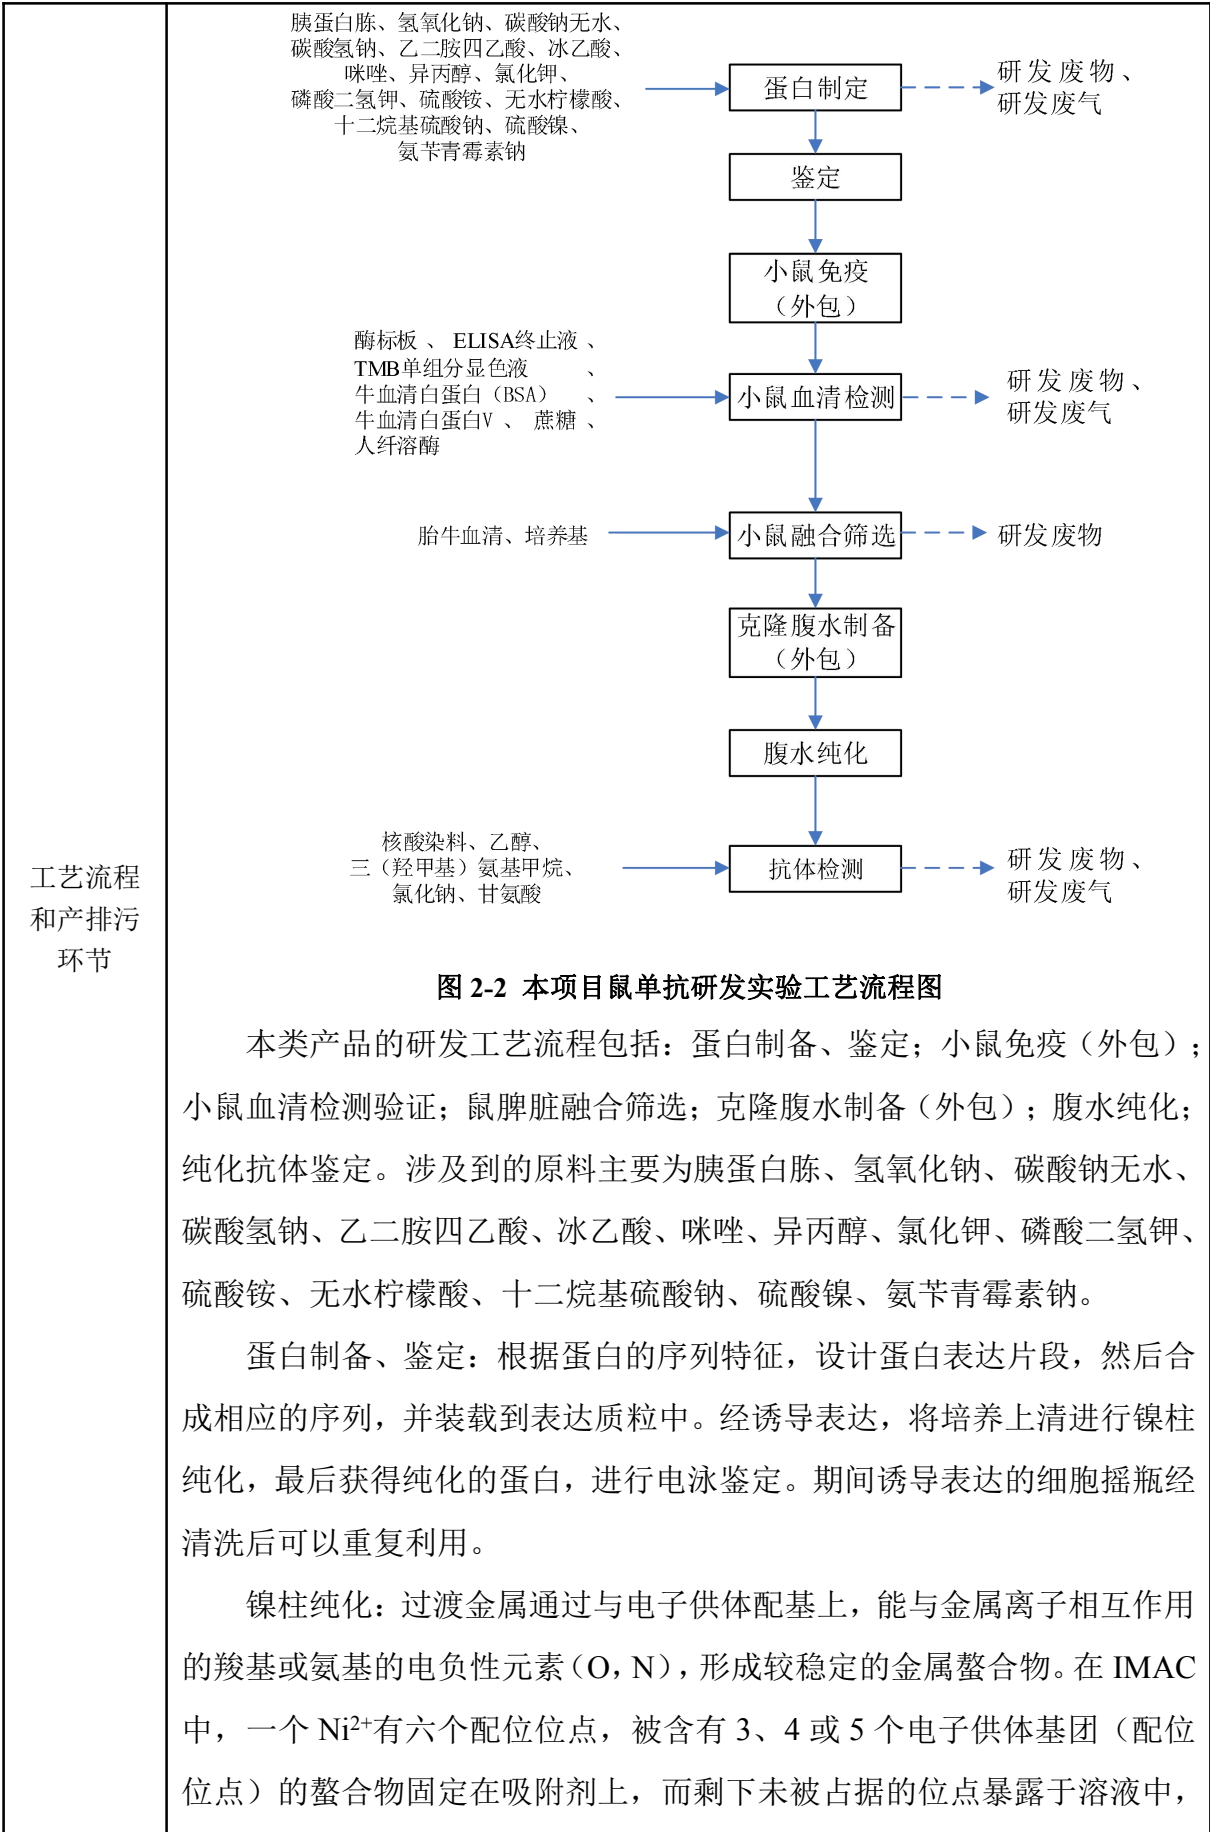 胰蛋白胨、氢氧化钠、碳酸钠无水、
碳酸氢钠、乙二胺四乙酸、冰乙酸、
咪唑、异丙醇、氯化钾、
磷酸二氢钾、硫酸铵、无水柠檬酸、
十二烷基硫酸钠、硫酸镍、
氨苄青霉素钠
蛋白制定
研发废物、
研发废气
鉴定
小鼠免疫
（外包）
酶标板 、 ELISA终止液 、
TMB单组分显色液 、
牛血清白蛋白（BSA） 、
牛血清白蛋白V 、 蔗糖 、
人纤溶酶
小鼠血清检测
研发废物、
研发废气
胎牛血清、培养基
小鼠融合筛选
研发废物
克隆腹水制备
（外包）
腹水纯化
核酸染料、乙醇、
三（羟甲基）氨基甲烷、
氯化钠、甘氨酸
抗体检测
研发废物、
研发废气
工艺流程
和产排污
环节
图 2-2 本项目鼠单抗研发实验工艺流程图
本类产品的研发工艺流程包括：蛋白制备、鉴定；小鼠免疫（外包）；
小鼠血清检测验证；鼠脾脏融合筛选；克隆腹水制备（外包）；腹水纯化；
纯化抗体鉴定。涉及到的原料主要为胰蛋白胨、氢氧化钠、碳酸钠无水、
碳酸氢钠、乙二胺四乙酸、冰乙酸、咪唑、异丙醇、氯化钾、磷酸二氢钾、
硫酸铵、无水柠檬酸、十二烷基硫酸钠、硫酸镍、氨苄青霉素钠。
蛋白制备、鉴定：根据蛋白的序列特征，设计蛋白表达片段，然后合
成相应的序列，并装载到表达质粒中。经诱导表达，将培养上清进行镍柱
纯化，最后获得纯化的蛋白，进行电泳鉴定。期间诱导表达的细胞摇瓶经
清洗后可以重复利用。
镍柱纯化：过渡金属通过与电子供体配基上，能与金属离子相互作用
的羧基或氨基的电负性元素（O，N），形成较稳定的金属螯合物。在 IMAC
中，一个 Ni²⁺有六个配位位点，被含有 3、4 或 5 个电子供体基团（配位
位点）的螯合物固定在吸附剂上，而剩下未被占据的位点暴露于溶液中，